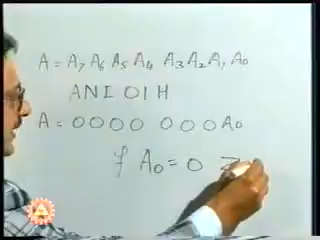 A = A7 A6 A5 A4 A3 A2 A1 A0
ANI 01H
A = 0000 000A0
if A0 = 0 Z